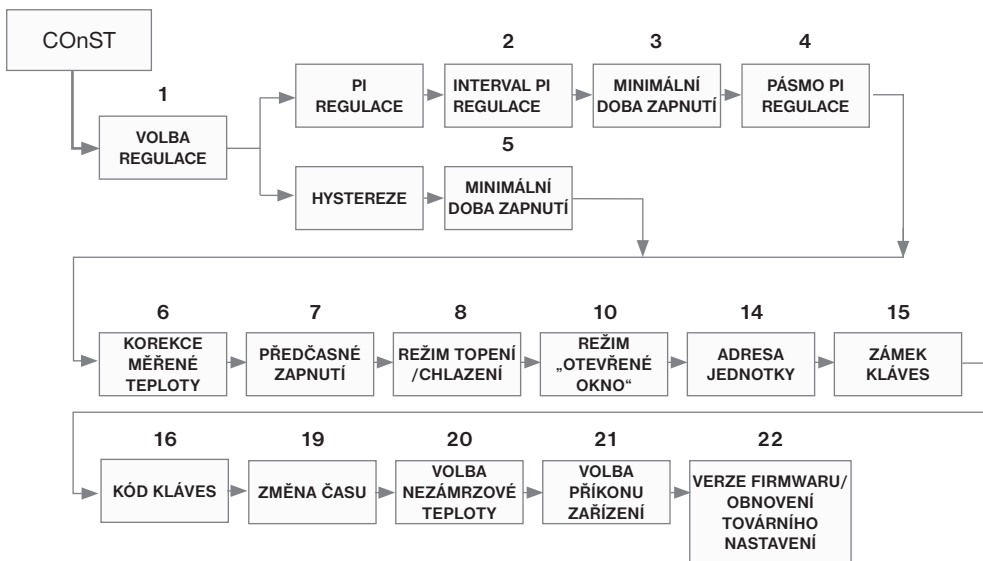 COnST
1
VOLBA
REGULACE
PI
REGULACE
2
INTERVAL PI
REGULACE
3
MINIMÁLNÍ
DOBA ZAPNUTÍ
4
PÁSMO PI
REGULACE
HYSTEREZE
5
MINIMÁLNÍ
DOBA ZAPNUTÍ
6
KOREKCE
MĚŘENÉ
TEPLOTY
7
PŘEDČASNÉ
ZAPNUTÍ
8
REŽIM TOPENÍ
/CHLAZENÍ
10
REŽIM
„OTEVŘENÉ
OKNO“
14
ADRESA
JEDNOTKY
15
ZÁMEK
KLÁVES
16
KÓD KLÁVES
19
ZMĚNA ČASU
20
VOLBA
NEZÁMRZOVÉ
TEPLOTY
21
VOLBA
PŘÍKONU
ZAŘÍZENÍ
22
VERZE FIRMWARU/
OBNOVENÍ
TOVÁRNÍHO
NASTAVENÍ